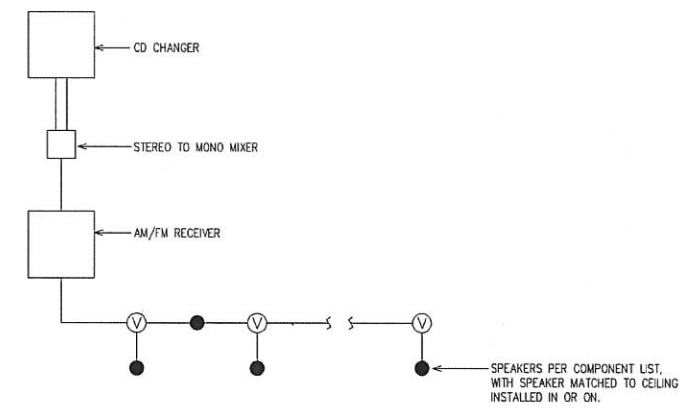 CD CHANGER
STEREO TO MONO MIXER
AM/FM RECEIVER
V V V
SPEAKERS PER COMPONENT LIST,
WITH SPEAKER MATCHED TO CEILING
INSTALLED IN OR ON.